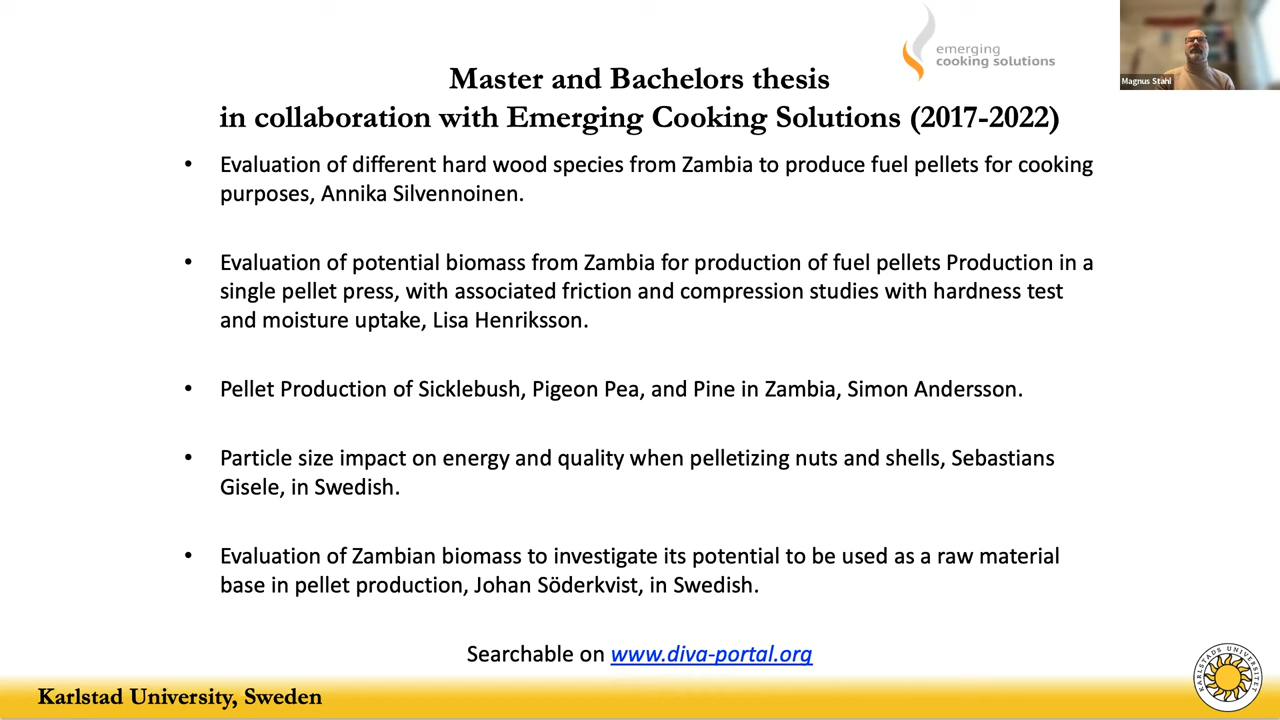 emerging
cooking solutions
Magnus Stahl
Master and Bachelors thesis
in collaboration with Emerging Cooking Solutions (2017-2022)
• Evaluation of different hard wood species from Zambia to produce fuel pellets for cooking
purposes, Annika Silvennoinen.
• Evaluation of potential biomass from Zambia for production of fuel pellets Production in a
single pellet press, with associated friction and compression studies with hardness test
and moisture uptake, Lisa Henriksson.
• Pellet Production of Sicklebush, Pigeon Pea, and Pine in Zambia, Simon Andersson.
• Particle size impact on energy and quality when pelletizing nuts and shells, Sebastians
Gisele, in Swedish.
• Evaluation of Zambian biomass to investigate its potential to be used as a raw material
base in pellet production, Johan Söderkvist, in Swedish.
Searchable on www.diva-portal.org
Karlstad University, Sweden
KARLSTADS UNIVERSITET